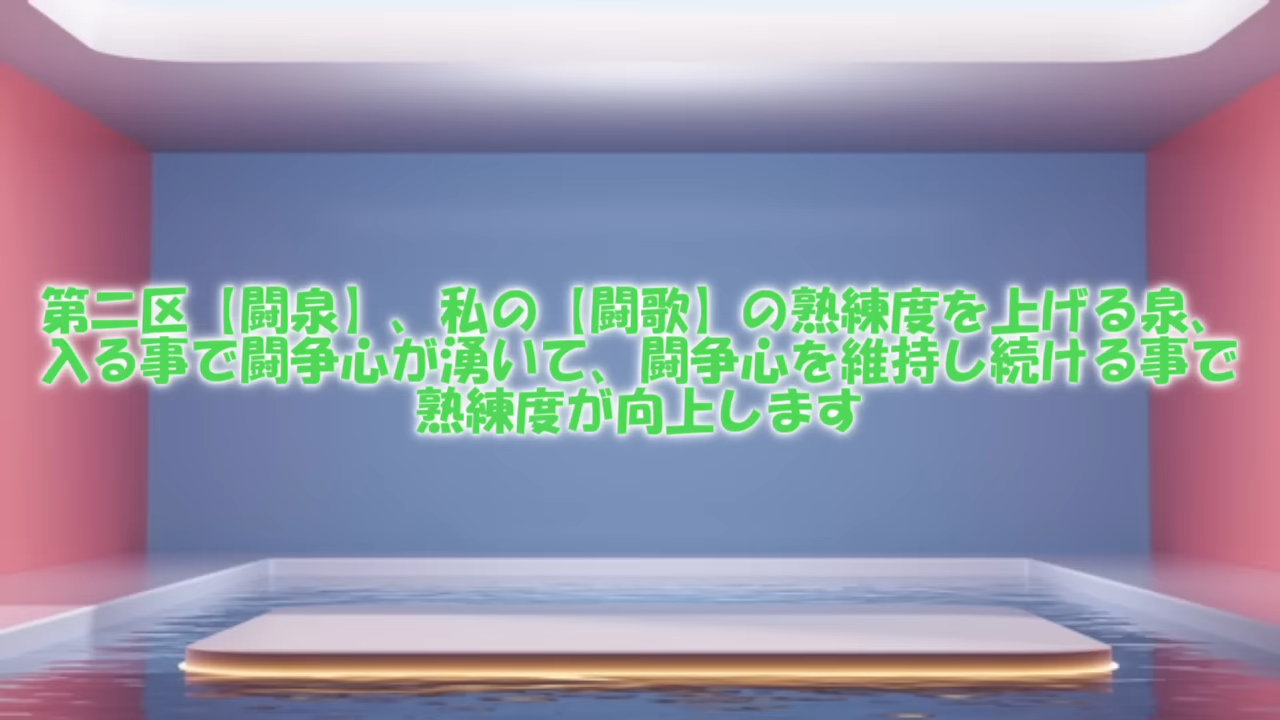 第二区【闘泉】、私の【闘歌】の熟練度を上げる泉、
入る事で闘争心が湧いて、闘争心を維持し続ける事で
熟練度が向上します